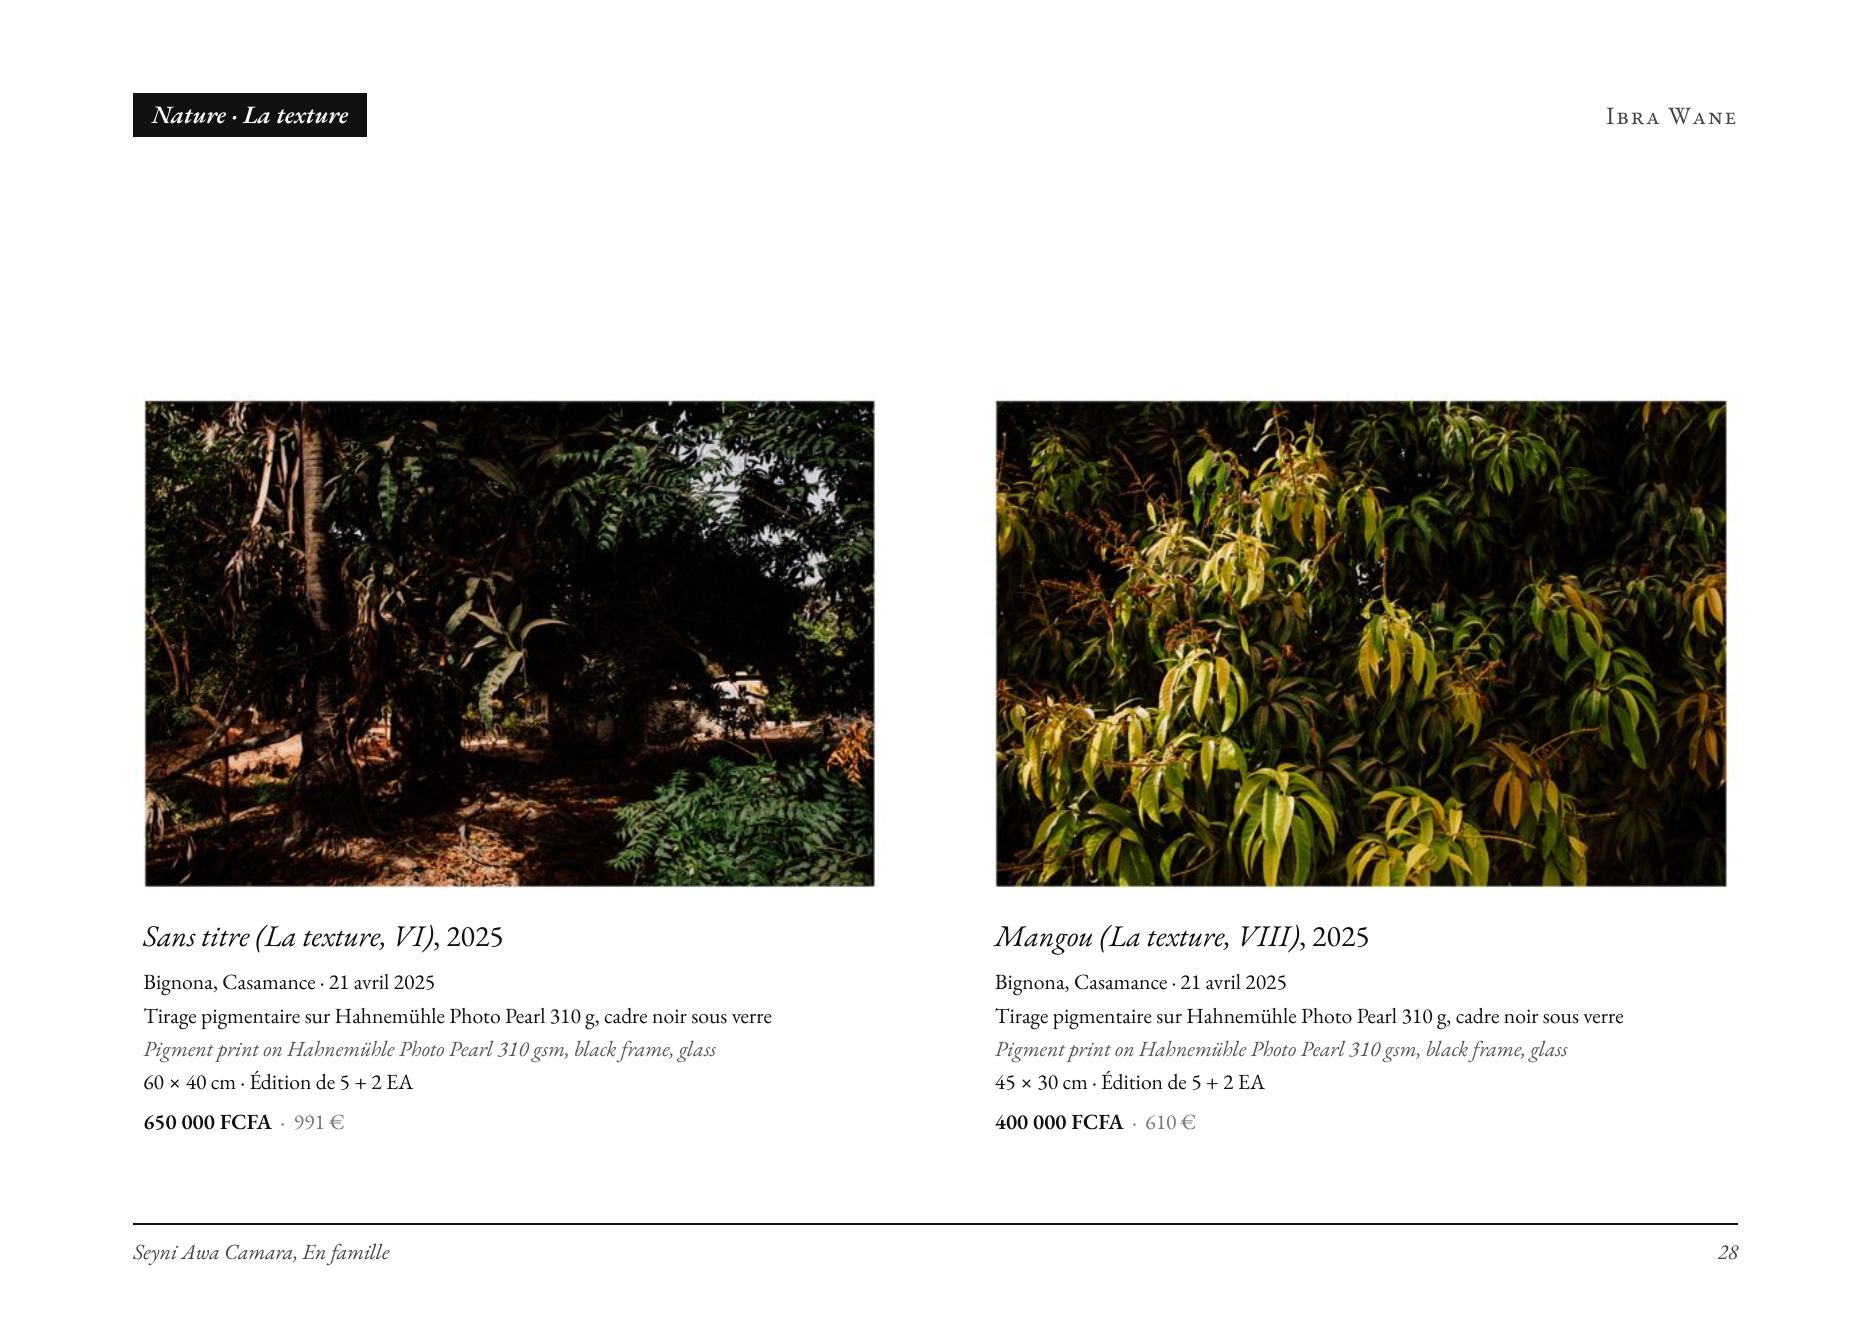 Nature · La texture
IBRA WANE
Sans titre (La texture, VI), 2025
Bignona, Casamance · 21 avril 2025
Tirage pigmentaire sur Hahnemühle Photo Pearl 310 g, cadre noir sous verre
Pigment print on Hahnemühle Photo Pearl 310 gsm, black frame, glass
60 × 40 cm · Édition de 5 + 2 EA
650 000 FCFA · 991 €
Mangou (La texture, VIII), 2025
Bignona, Casamance · 21 avril 2025
Tirage pigmentaire sur Hahnemühle Photo Pearl 310 g, cadre noir sous verre
Pigment print on Hahnemühle Photo Pearl 310 gsm, black frame, glass
45 × 30 cm · Édition de 5 + 2 EA
400 000 FCFA · 610 €
Seyni Awa Camara, En famille
28